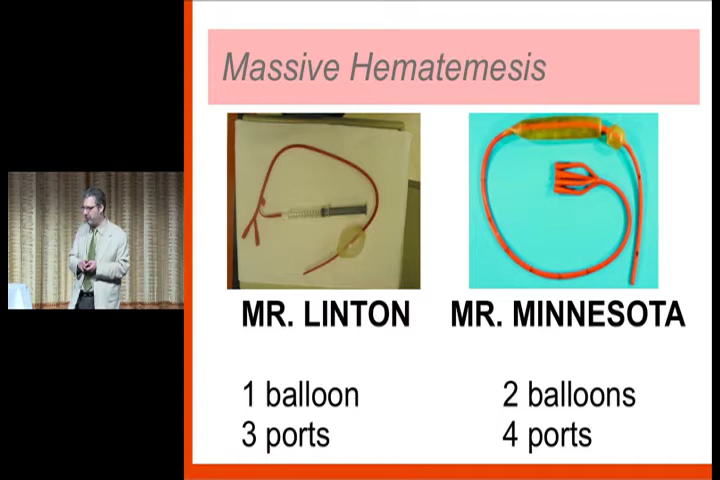 Massive Hematemesis
MR. LINTON
MR. MINNESOTA
1 balloon
2 balloons
3 ports
4 ports